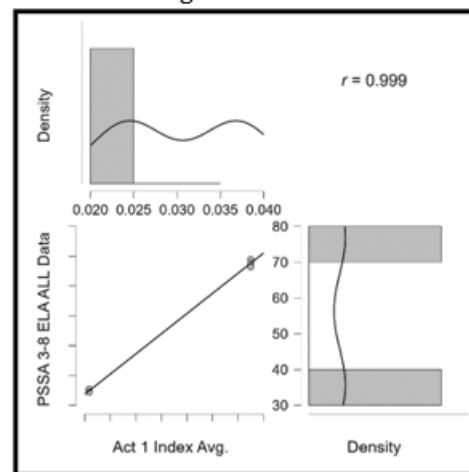 Density
r = 0.999
0.020 0.025 0.030 0.035 0.040
PSSA 3-8 ELA ALL Data
80
70
60
50
40
30
Act 1 Index Avg.
Density